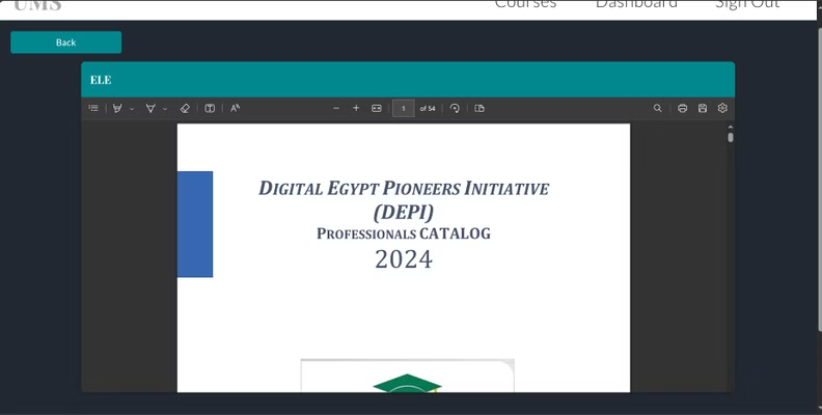 UMS
Courses Dashboard Sign Out
Back
ELE
1 of 54
DIGITAL EGYPT PIONEERS INITIATIVE
(DEPI)
PROFESSIONALS CATALOG
2024